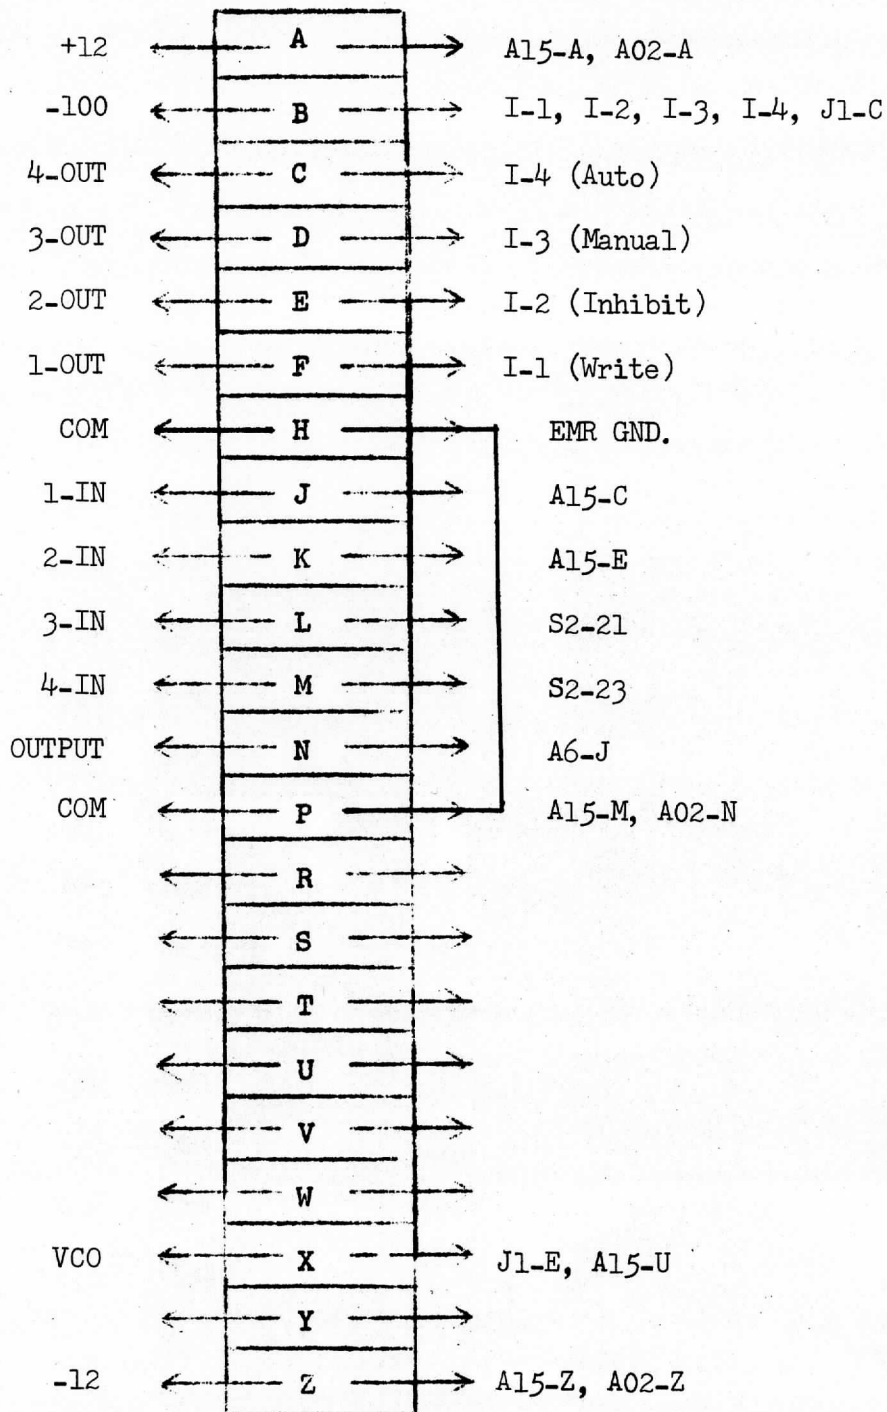 +12 A A15-A, A02-A
-100 B I-1, I-2, I-3, I-4, J1-C
4-OUT C I-4 (Auto)
3-OUT D I-3 (Manual)
2-OUT E I-2 (Inhibit)
1-OUT F I-1 (Write)
COM H EMR GND.
1-IN J A15-C
2-IN K A15-E
3-IN L S2-21
4-IN M S2-23
OUTPUT N A6-J
COM P A15-M, A02-N
R
S
T
U
V
W
VCO X J1-E, A15-U
Y
-12 Z A15-Z, A02-Z